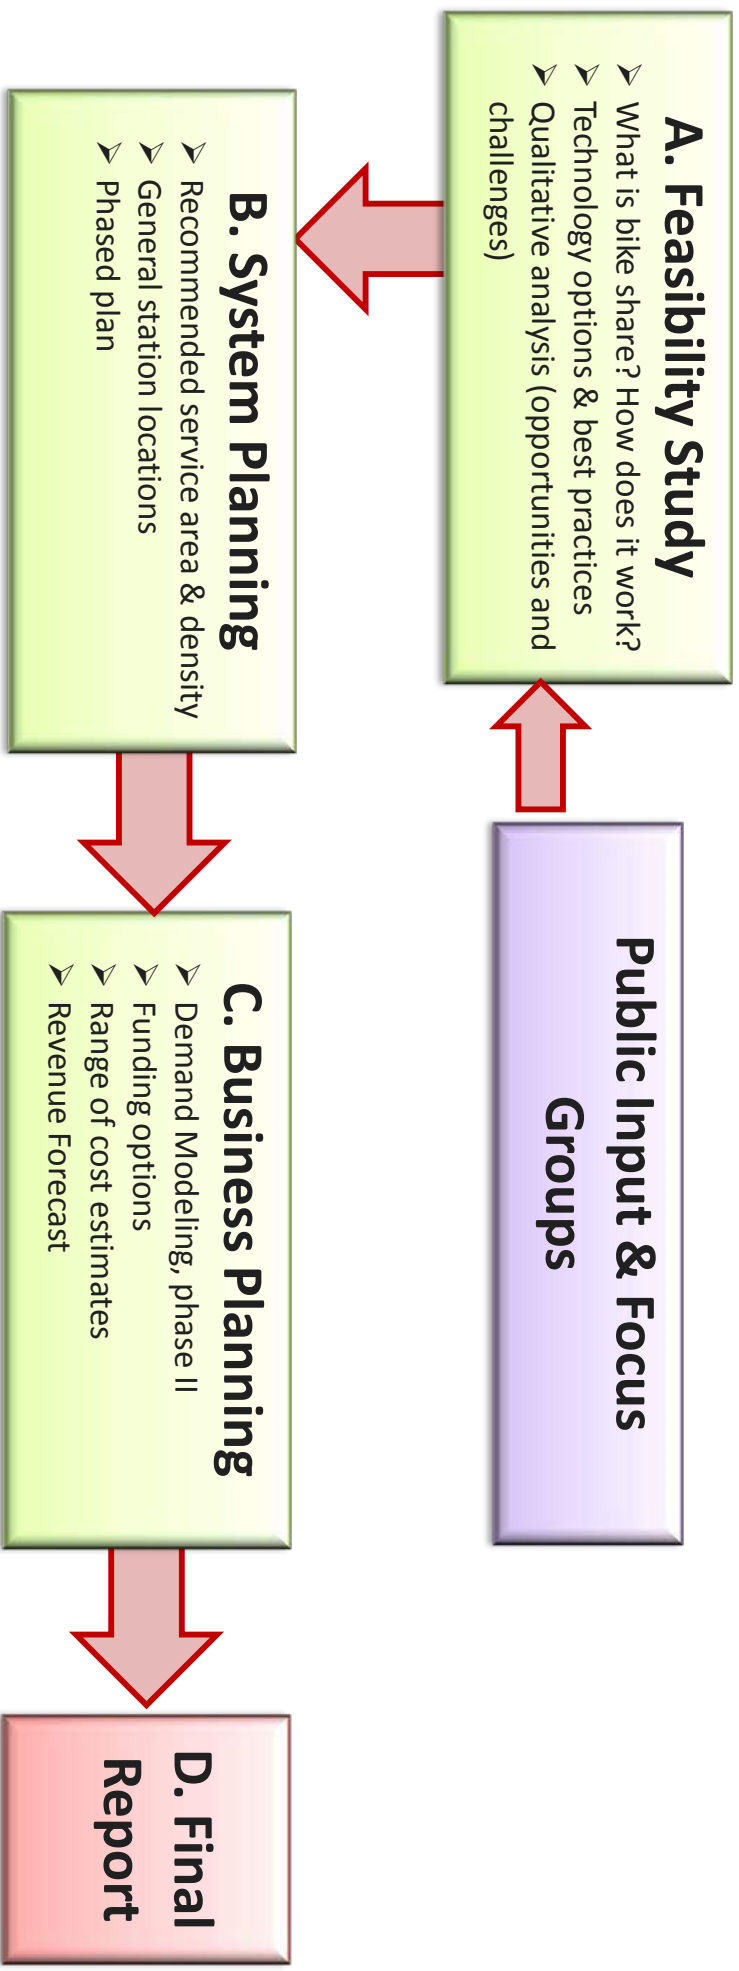 A. Feasibility Study
➢ What is bike share? How does it work?
➢ Technology options & best practices
➢ Qualitative analysis (opportunities and
challenges)
Public Input & Focus
Groups
B. System Planning
➢ Recommended service area & density
➢ General station locations
➢ Phased plan
C. Business Planning
➢ Demand Modeling, phase II
➢ Funding options
➢ Range of cost estimates
➢ Revenue Forecast
D. Final
Report